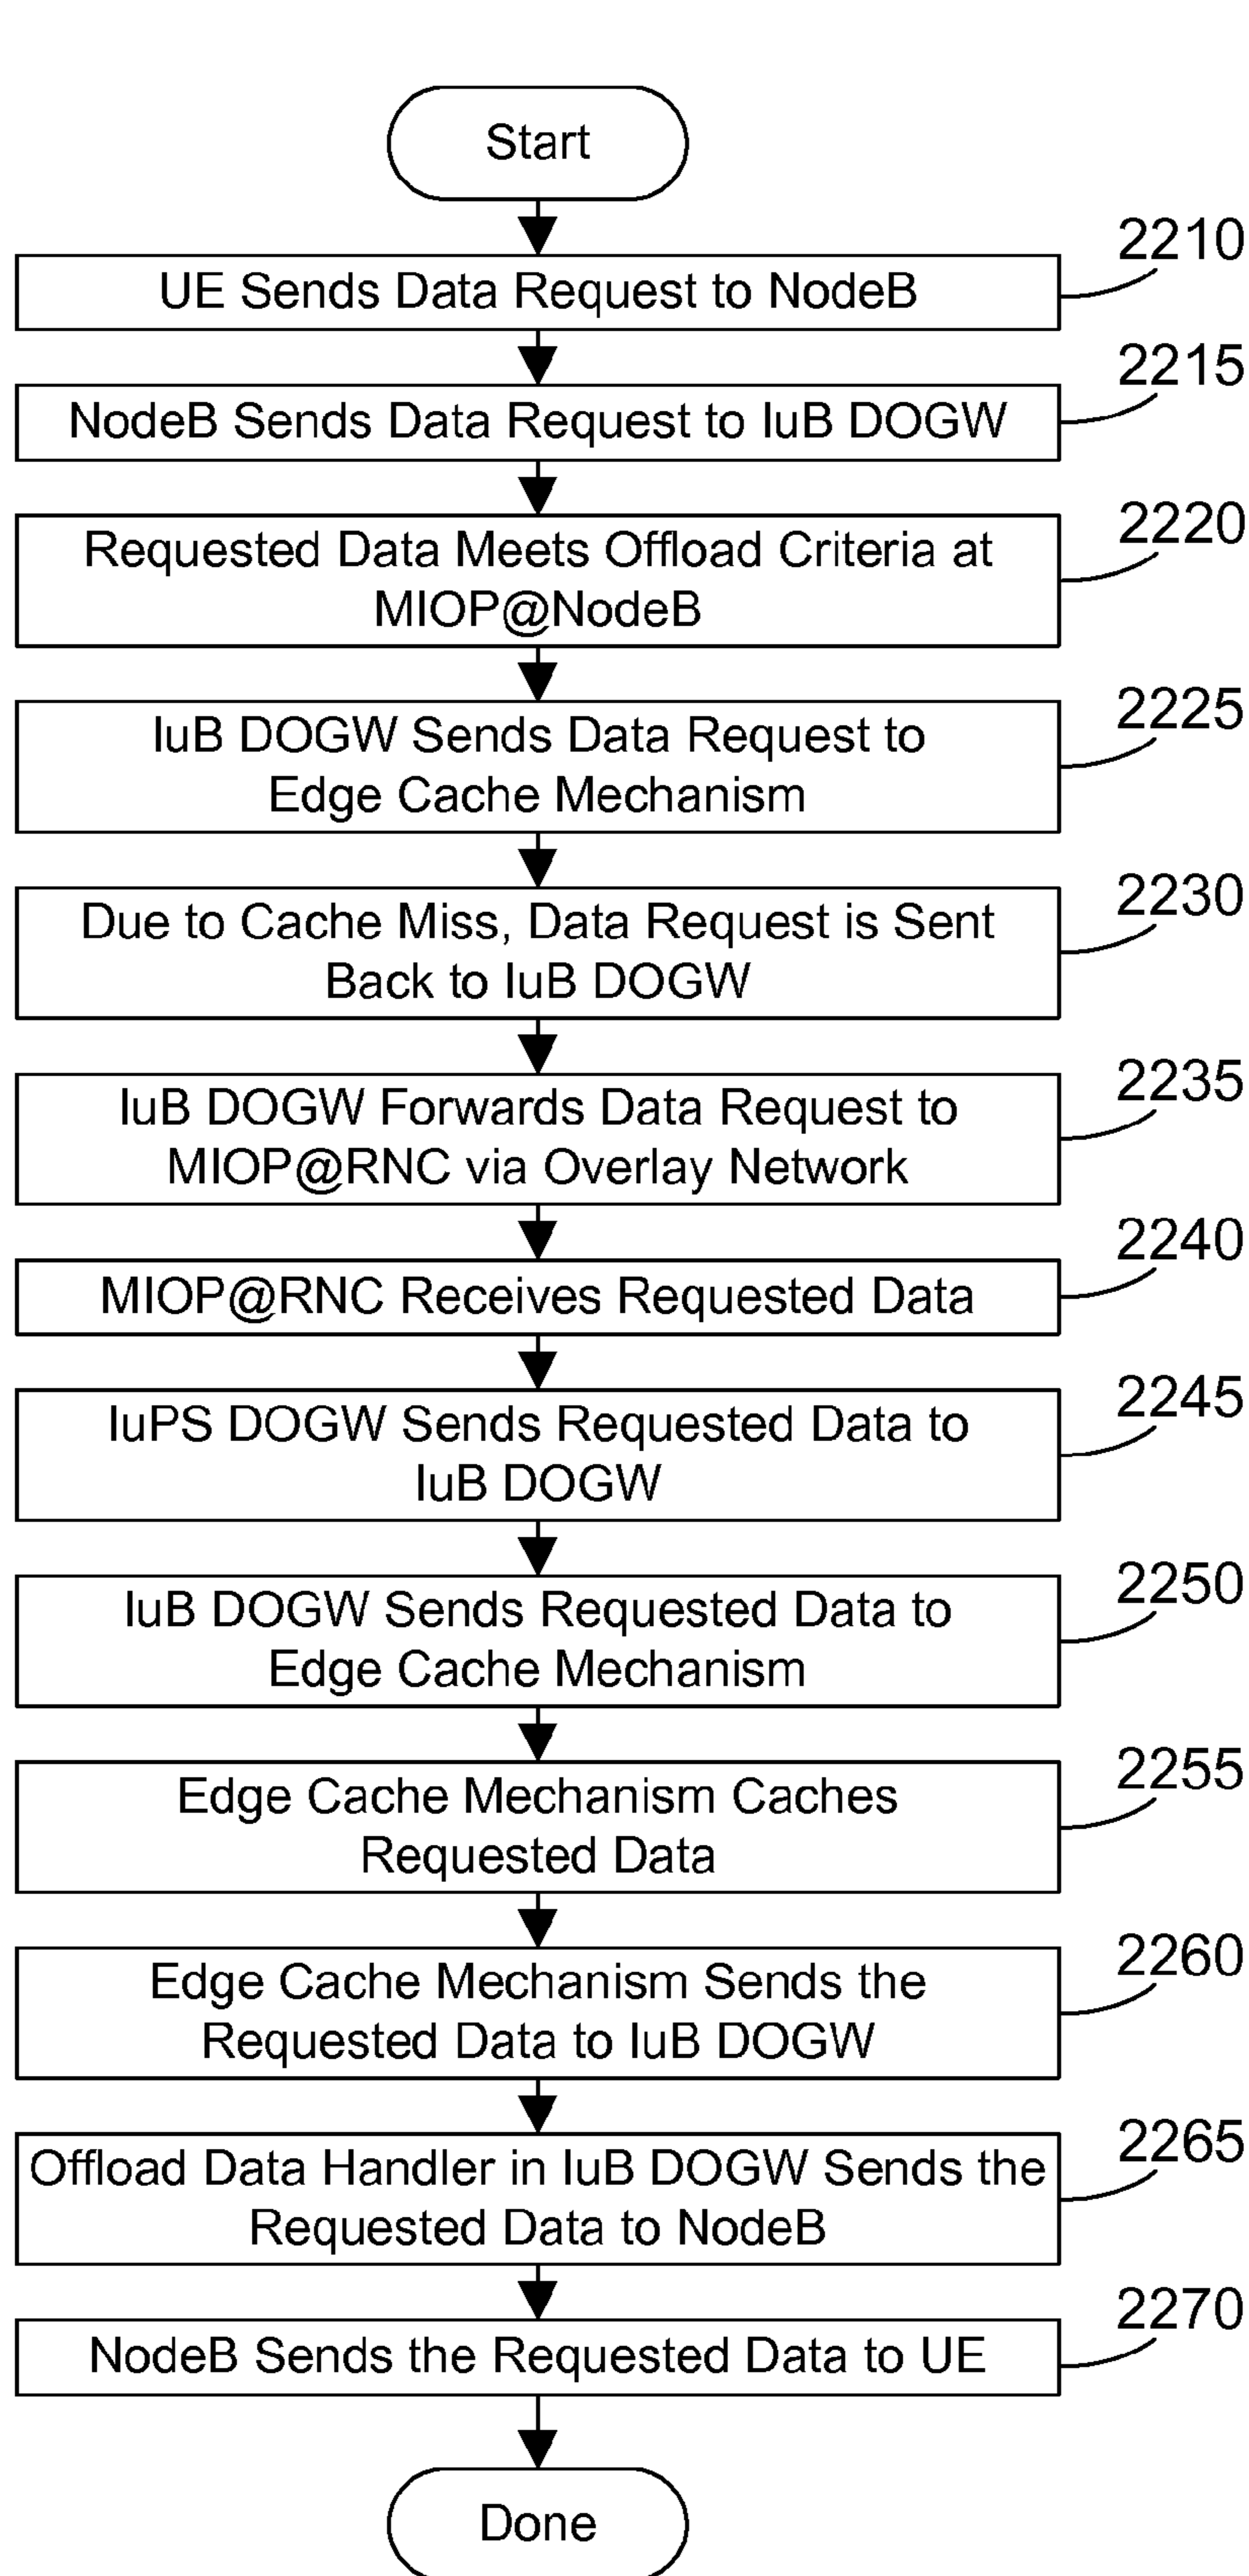 Start
2210
UE Sends Data Request to NodeB
2215
NodeB Sends Data Request to IuB DOGW
2220
Requested Data Meets Offload Criteria at
MIOP@NodeB
2225
IuB DOGW Sends Data Request to
Edge Cache Mechanism
2230
Due to Cache Miss, Data Request is Sent
Back to IuB DOGW
2235
IuB DOGW Forwards Data Request to
MIOP@RNC via Overlay Network
2240
MIOP@RNC Receives Requested Data
2245
IuPS DOGW Sends Requested Data to
IuB DOGW
2250
IuB DOGW Sends Requested Data to
Edge Cache Mechanism
2255
Edge Cache Mechanism Caches
Requested Data
2260
Edge Cache Mechanism Sends the
Requested Data to IuB DOGW
2265
Offload Data Handler in IuB DOGW Sends the
Requested Data to NodeB
2270
NodeB Sends the Requested Data to UE
Done